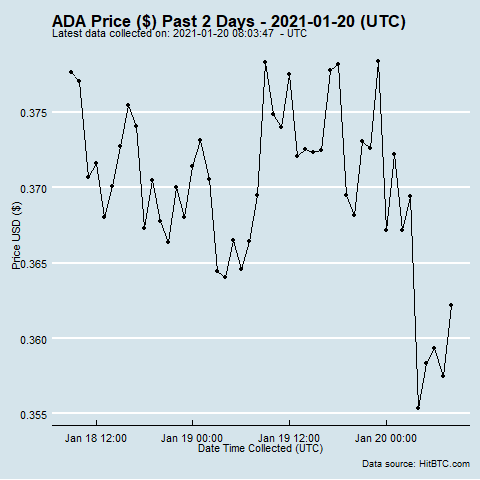 ADA Price ($) Past 2 Days - 2021-01-20 (UTC)
Latest data collected on: 2021-01-20 08:03:47 - UTC
0.375
0.370
0.365
0.360
0.355
Price USD ($)
Jan 18 12:00
Jan 19 00:00
Jan 19 12:00
Jan 20 00:00
Date Time Collected (UTC)
Data source: HitBTC.com